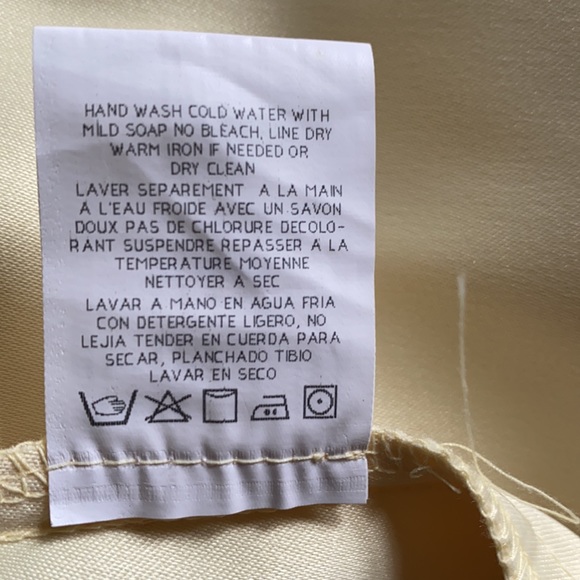 HAND WASH COLD WATER WITH
MILD SOAP NO BLEACH, LINE DRY
WARM IRON IF NEEDED OR
DRY CLEAN
LAVER SEPAREMENT A LA MAIN
A L'EAU FROIDE AVEC UN SAVON
DOUX PAS DE CHLORURE DECOLO-
RANT SUSPENDRE REPASSER A LA
TEMPERATURE MOYENNE
NETTOYER A SEC
LAVAR A MANO EN AGUA FRIA
CON DETERGENTE LIGERO, NO
LEJIA TENDER EN CUERDA PARA
SECAR, PLANCHADO TIBIO
LAVAR EN SECO